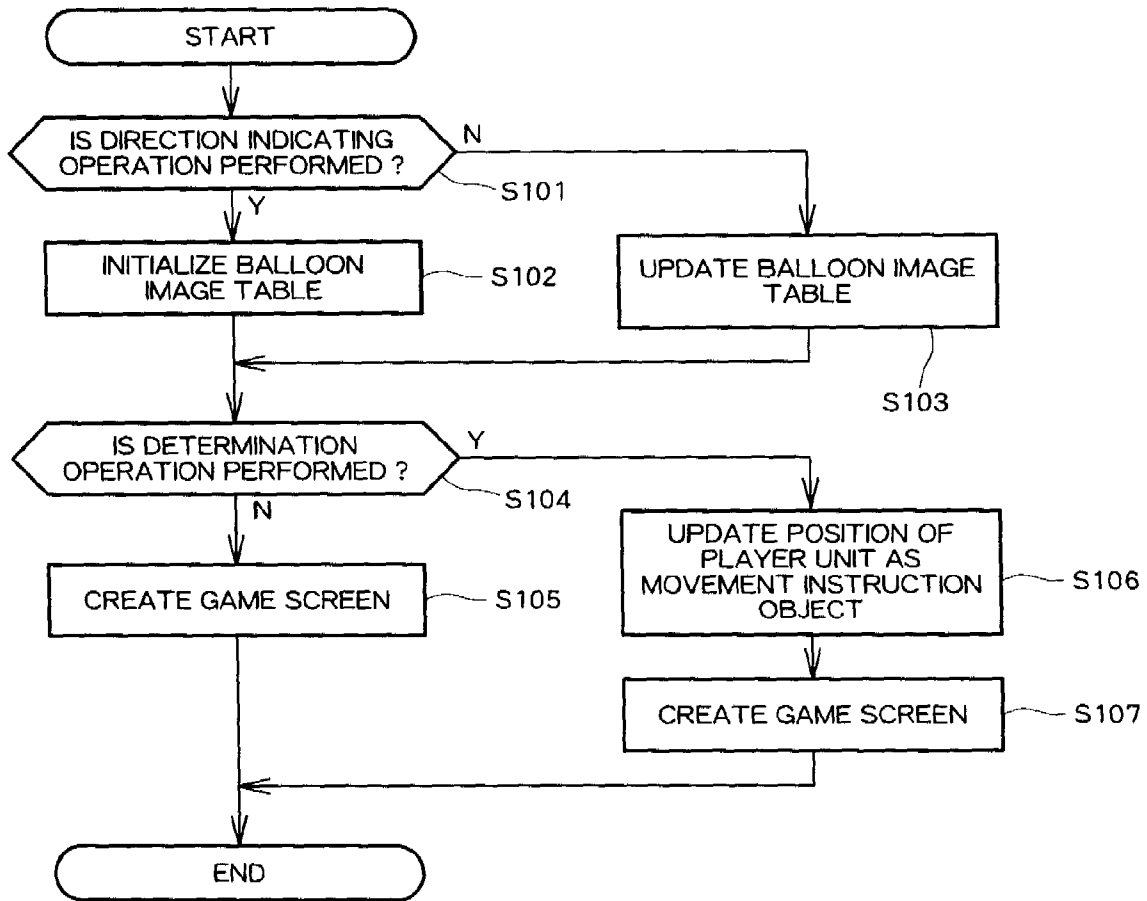 START
IS DIRECTION INDICATING
OPERATION PERFORMED ?
N
S101
Y
INITIALIZE BALLOON
IMAGE TABLE
S102
UPDATE BALLOON IMAGE
TABLE
S103
IS DETERMINATION
OPERATION PERFORMED ?
Y
S104
N
CREATE GAME SCREEN
S105
UPDATE POSITION OF
PLAYER UNIT AS
MOVEMENT INSTRUCTION
OBJECT
S106
CREATE GAME SCREEN
S107
END